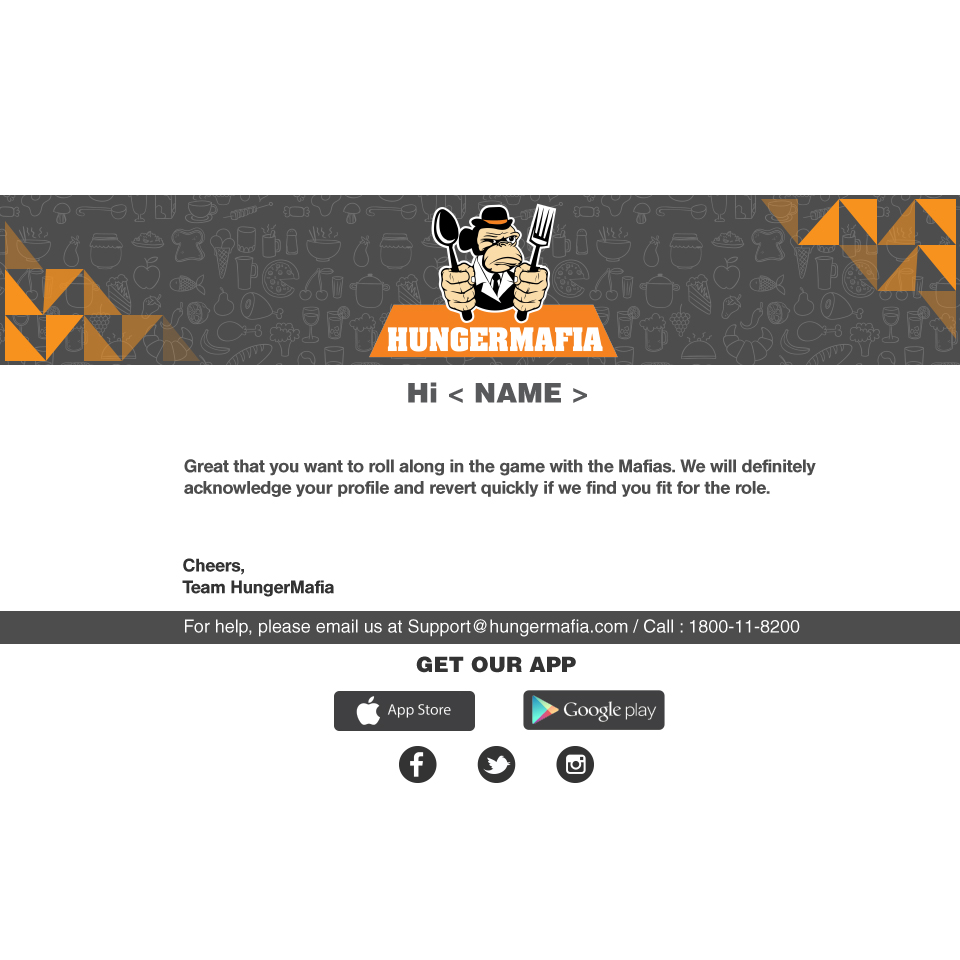 HUNGERMAFIA
Hi < NAME >
Great that you want to roll along in the game with the Mafias. We will definitely
acknowledge your profile and revert quickly if we find you fit for the role.
Cheers,
Team HungerMafia
For help, please email us at Support@hungermafia.com / Call : 1800-11-8200
GET OUR APP
App Store
Google play